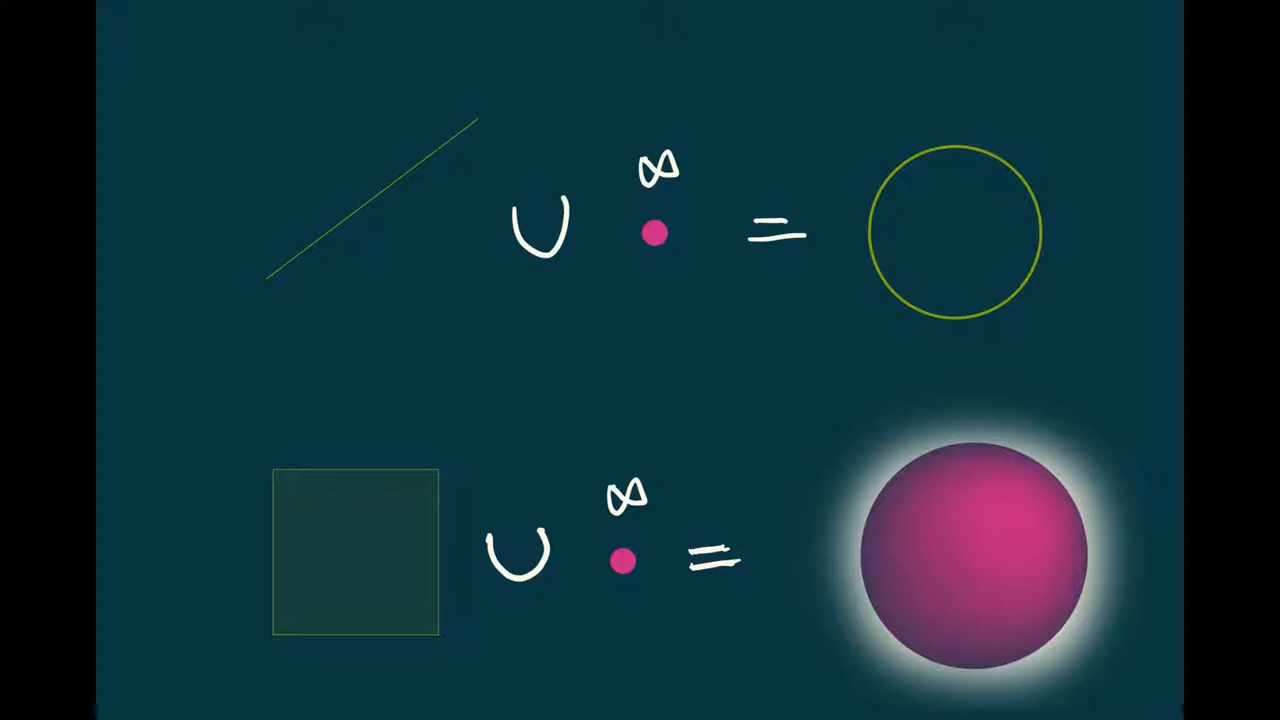 ∞
∪ =
∞
∪ =